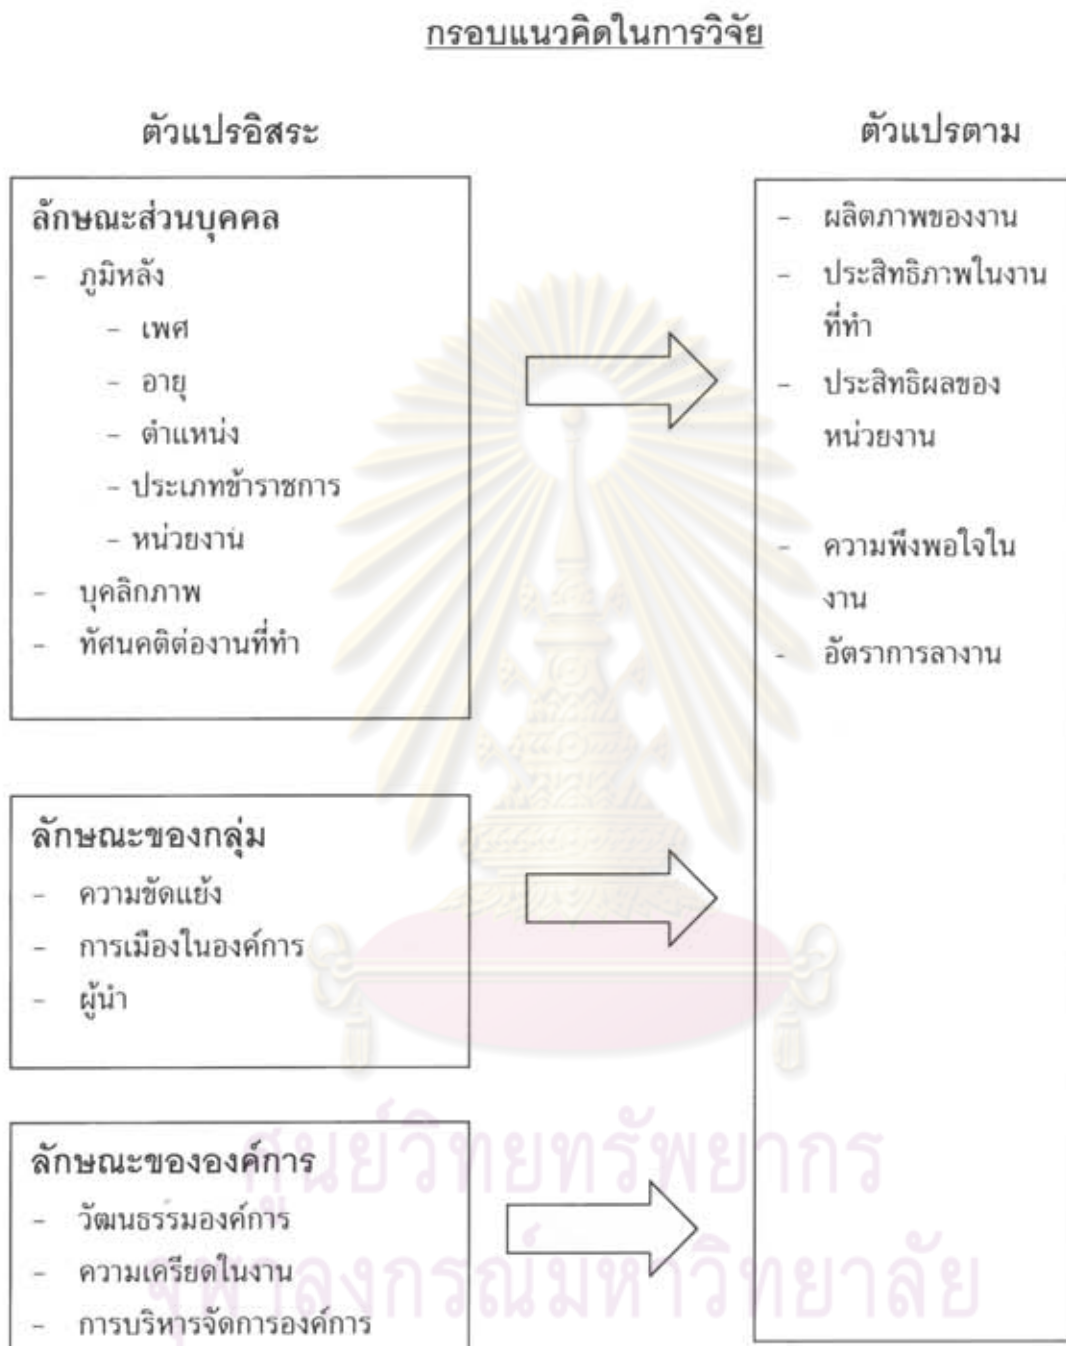 กรอบแนวคิดในการวิจัย
ตัวแปรอิสระ
ลักษณะส่วนบุคคล
- ภูมิหลัง
- เพศ
- อายุ
- ตำแหน่ง
- ประเภทข้าราชการ
- หน่วยงาน
- บุคลิกภาพ
- ทัศนคติต่องานที่ทำ
ลักษณะของกลุ่ม
- ความขัดแย้ง
- การเมืองในองค์การ
- ผู้นำ
ลักษณะขององค์การ
- วัฒนธรรมองค์การ
- ความเครียดในงาน
- การบริหารจัดการองค์การ
ตัวแปรตาม
- ผลิตภาพของงาน
- ประสิทธิภาพในงาน
ที่ทำ
- ประสิทธิผลของ
หน่วยงาน
- ความพึงพอใจใน
งาน
- อัตราการลางาน
ศูนย์วิทยทรัพยากร
จุฬาลงกรณ์มหาวิทยาลัย